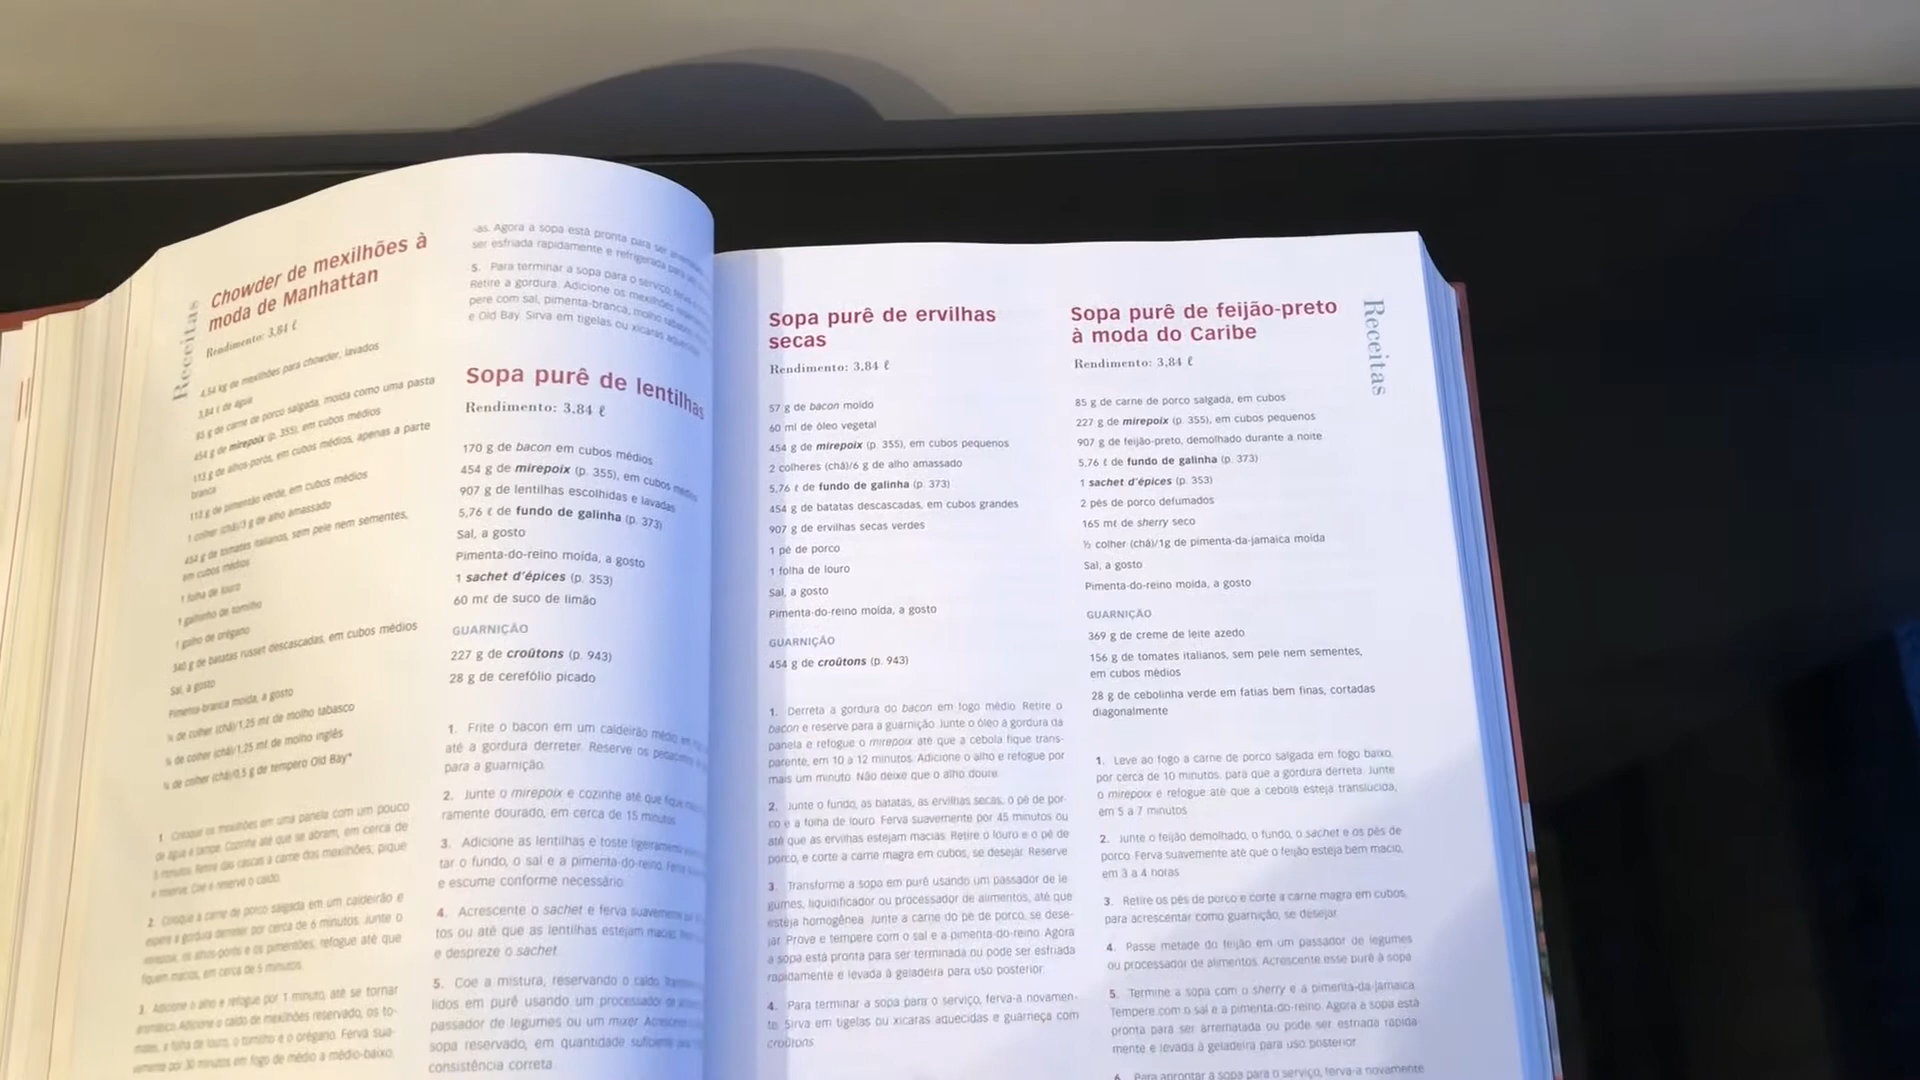 Receitas
Chowder de mexilhões à
moda de Manhattan
Rendimento: 3,84 ℓ
4,54 kg de mexilhões para chowder, lavados
3,84 ℓ de água
85 g de carne de porco salgada, moída como uma pasta
454 g de mirepoix (p. 355), em cubos médios
113 g de alhos-porós, em cubos médios, apenas a parte
branca
113 g de pimentão verde, em cubos médios
1 colher (chá)/3 g de alho amassado
454 g de tomates italianos, sem pele nem sementes,
em cubos médios
1 folha de louro
1 galhinho de tomilho
1 galho de orégano
340 g de batatas russet descascadas, em cubos médios
Sal, a gosto
Pimenta-branca moída, a gosto
de colher (chá)/1,25 mℓ de molho tabasco
de colher (chá)/1,25 mℓ de molho inglês
de colher (chá)/0,5 g de tempero Old Bay*
1. Coloque os mexilhões em uma panela com um pouco
de água e tampe. Cozinhe até que se abram, em cerca de
5 minutos. Retire das cascas a carne dos mexilhões; pique
e reserve. Coe e reserve o caldo.
2. Coloque a carne de porco salgada em um caldeirão e
espere a gordura derreter por cerca de 6 minutos. Junte o
mirepoix, os alhos-porós e os pimentões, refogue até que
fiquem macios, em cerca de 5 minutos.
3. Adicione o alho e refogue por 1 minuto, até se tornar
aromático. Adicione o caldo de mexilhões reservado, os to-
mates, a folha de louro, o tomilho e o orégano. Ferva sua-
vemente por 30 minutos em fogo de médio a médio-baixo,
-as. Agora a sopa está pronta para ser
ser esfriada rapidamente e refrigerada para
5. Para terminar a sopa para o serviço,
Retire a gordura. Adicione os mexilhões
pere com sal, pimenta-branca, molho tabasco
e Old Bay. Sirva em tigelas ou xícaras
Sopa purê de lentilhas
Rendimento: 3,84 ℓ
170 g de bacon em cubos médios
454 g de mirepoix (p. 355), em cubos médios
907 g de lentilhas escolhidas e lavadas
5,76 ℓ de fundo de galinha (p. 373)
Sal, a gosto
Pimenta-do-reino moída, a gosto
1 sachet d'épices (p. 353)
60 mℓ de suco de limão
GUARNIÇÃO
227 g de croûtons (p. 943)
28 g de cerefólio picado
1. Frite o bacon em um caldeirão médio,
até a gordura derreter. Reserve os
para a guarnição.
2. Junte o mirepoix e cozinhe até que fique
ramente dourado, em cerca de 15 minutos.
3. Adicione as lentilhas e toste ligeiramente
tar o fundo, o sal e a pimenta-do-reino. Ferva
e escume conforme necessário.
4. Acrescente o sachet e ferva suavemente
tos ou até que as lentilhas estejam macias.
e despreze o sachet.
5. Coe a mistura, reservando o caldo.
lidos em purê usando um processador de
passador de legumes ou um mixer.
sopa reservado, em quantidade suficiente
consistência correta.
Sopa purê de ervilhas
secas
Rendimento: 3,84 ℓ
57 g de bacon moído
60 ml de óleo vegetal
454 g de mirepoix (p. 355), em cubos pequenos
2 colheres (chá)/6 g de alho amassado
5,76 ℓ de fundo de galinha (p. 373)
454 g de batatas descascadas, em cubos grandes
907 g de ervilhas secas verdes
1 pé de porco
1 folha de louro
Sal, a gosto
Pimenta-do-reino moída, a gosto
GUARNIÇÃO
454 g de croûtons (p. 943)
1. Derreta a gordura do bacon em fogo médio. Retire o
bacon e reserve para a guarnição. Junte o óleo à gordura da
panela e refogue o mirepoix até que a cebola fique trans-
parente, em 10 a 12 minutos. Adicione o alho e refogue por
mais um minuto. Não deixe que o alho doure.
2. Junte o fundo, as batatas, as ervilhas secas, o pé de por-
co e a folha de louro. Ferva suavemente por 45 minutos ou
até que as ervilhas estejam macias. Retire o louro e o pé de
porco, e corte a carne magra em cubos, se desejar. Reserve.
3. Transforme a sopa em purê usando um passador de le-
gumes, liquidificador ou processador de alimentos, até que
esteja homogênea. Junte a carne do pé de porco, se dese-
jar. Prove e tempere com o sal e a pimenta-do-reino. Agora
a sopa está pronta para ser terminada ou pode ser esfriada
rapidamente e levada à geladeira para uso posterior.
4. Para terminar a sopa para o serviço, ferva-a novamen-
te. Sirva em tigelas ou xícaras aquecidas e guarneça com
croûtons.
Sopa purê de feijão-preto
à moda do Caribe
Rendimento: 3,84 ℓ
85 g de carne de porco salgada, em cubos
227 g de mirepoix (p. 355), em cubos pequenos
907 g de feijão-preto, demolhado durante a noite
5,76 ℓ de fundo de galinha (p. 373)
1 sachet d'épices (p. 353)
2 pés de porco defumados
165 mℓ de sherry seco
½ colher (chá)/1g de pimenta-da-jamaica moída
Sal, a gosto
Pimenta-do-reino moída, a gosto
GUARNIÇÃO
369 g de creme de leite azedo
156 g de tomates italianos, sem pele nem sementes,
em cubos médios
28 g de cebolinha verde em fatias bem finas, cortadas
diagonalmente
1. Leve ao fogo a carne de porco salgada em fogo baixo,
por cerca de 10 minutos, para que a gordura derreta. Junte
o mirepoix e refogue até que a cebola esteja translúcida,
em 5 a 7 minutos.
2. Junte o feijão demolhado, o fundo, o sachet e os pés de
porco. Ferva suavemente até que o feijão esteja bem macio,
em 3 a 4 horas.
3. Retire os pés de porco e corte a carne magra em cubos,
para acrescentar como guarnição, se desejar.
4. Passe metade do feijão em um passador de legumes
ou processador de alimentos. Acrescente esse purê à sopa.
5. Termine a sopa com o sherry e a pimenta-da-jamaica.
Tempere com o sal e a pimenta-do-reino. Agora a sopa está
pronta para ser arrematada ou pode ser esfriada rapida-
mente e levada à geladeira para uso posterior.
6. Para aprontar a sopa para o serviço, ferva-a novamente
Receitas